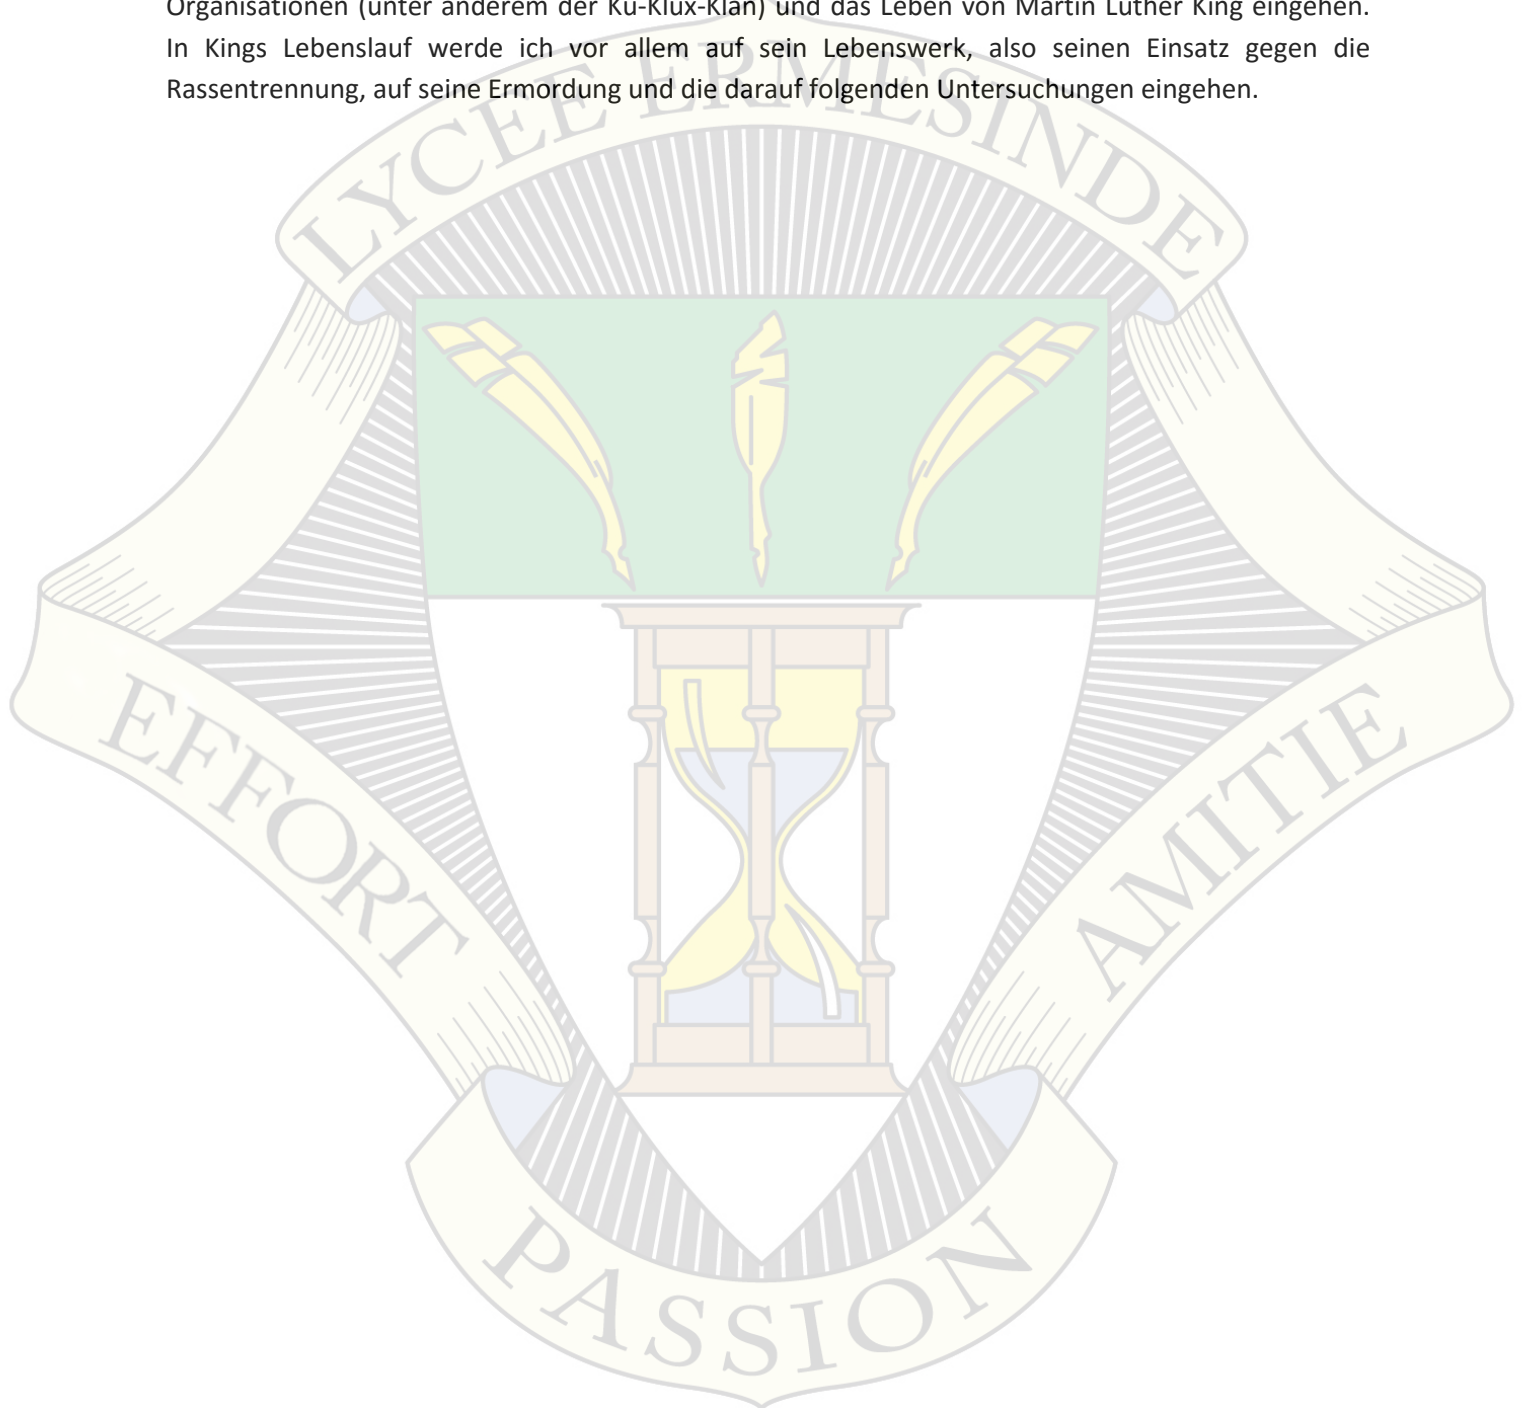 Organisationen (unter anderem der Ku-Klux-Klan) und das Leben von Martin Luther King eingehen.
In Kings Lebenslauf werde ich vor allem auf sein Lebenswerk, also seinen Einsatz gegen die
Rassentrennung, auf seine Ermordung und die darauf folgenden Untersuchungen eingehen.
LYCEE ERMESINDE
EFFORT
AMITIE
PASSION